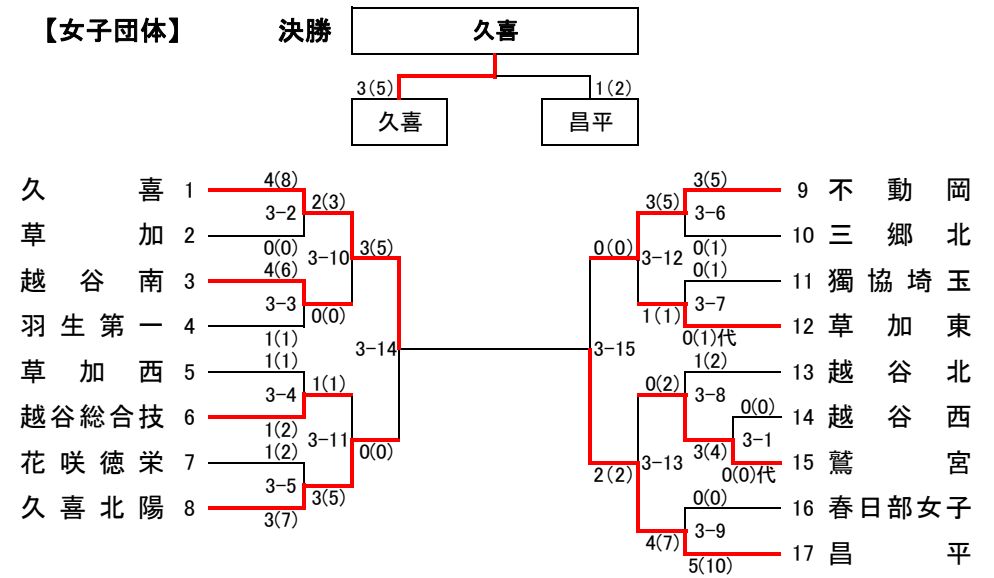 【女子団体】 決勝 久喜
3(5) 1(2)
久喜 昌平
久喜 1 4(8)
3-2 2(3)
草加 2 0(0)
3-10 3(5)
越谷南 3 4(6)
3-3 0(0)
羽生第一 4 1(1)
3-14
草加西 5 1(1)
3-4 1(1)
越谷総合技 6 1(2)
3-11 0(0)
花咲徳栄 7 1(2)
3-5 3(5)
久喜北陽 8 3(7)
3(5) 9 不動岡
3(5) 3-6
0(1) 10 三郷北
0(0) 3-12
0(1) 11 獨協埼玉
1(1) 3-7
0(1)代 12 草加東
3-15
1(2) 13 越谷北
0(2) 3-8
0(0) 14 越谷西
3(4) 3-1
0(0)代 15 鷲宮
2(2) 3-13
0(0) 16 春日部女子
4(7) 3-9
5(10) 17 昌平